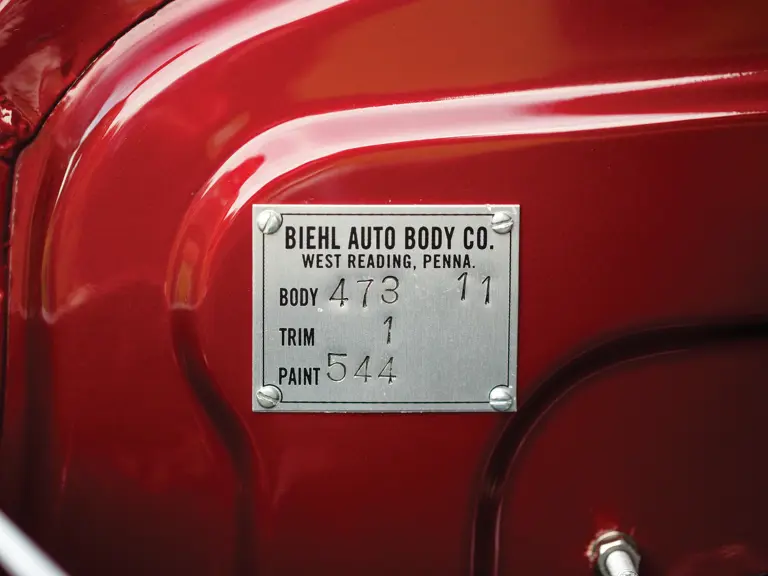 BIEHL AUTO BODY CO.
WEST READING, PENNA.
BODY 473 11
TRIM 1
PAINT 544